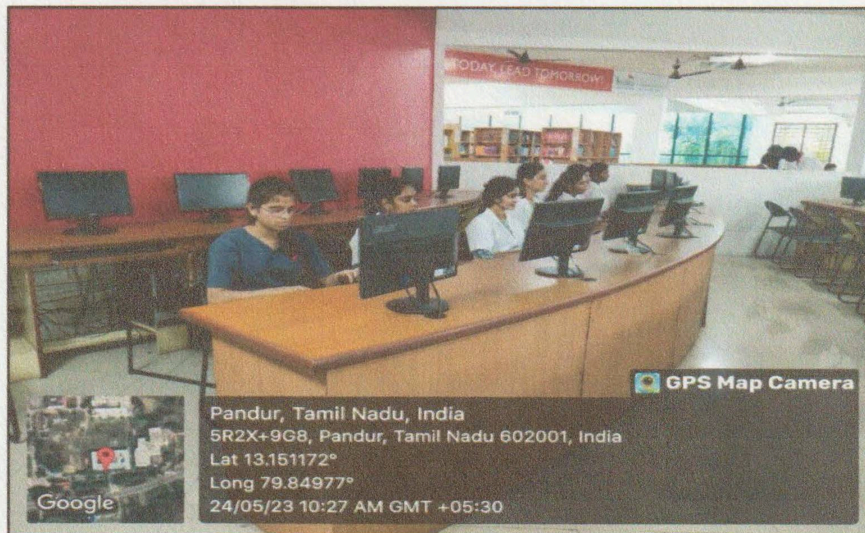 TODAY, LEAD TOMORROW!
GPS Map Camera
Pandur, Tamil Nadu, India
5R2X+9G8, Pandur, Tamil Nadu 602001, India
Lat 13.151172°
Long 79.84977°
24/05/23 10:27 AM GMT +05:30
Google